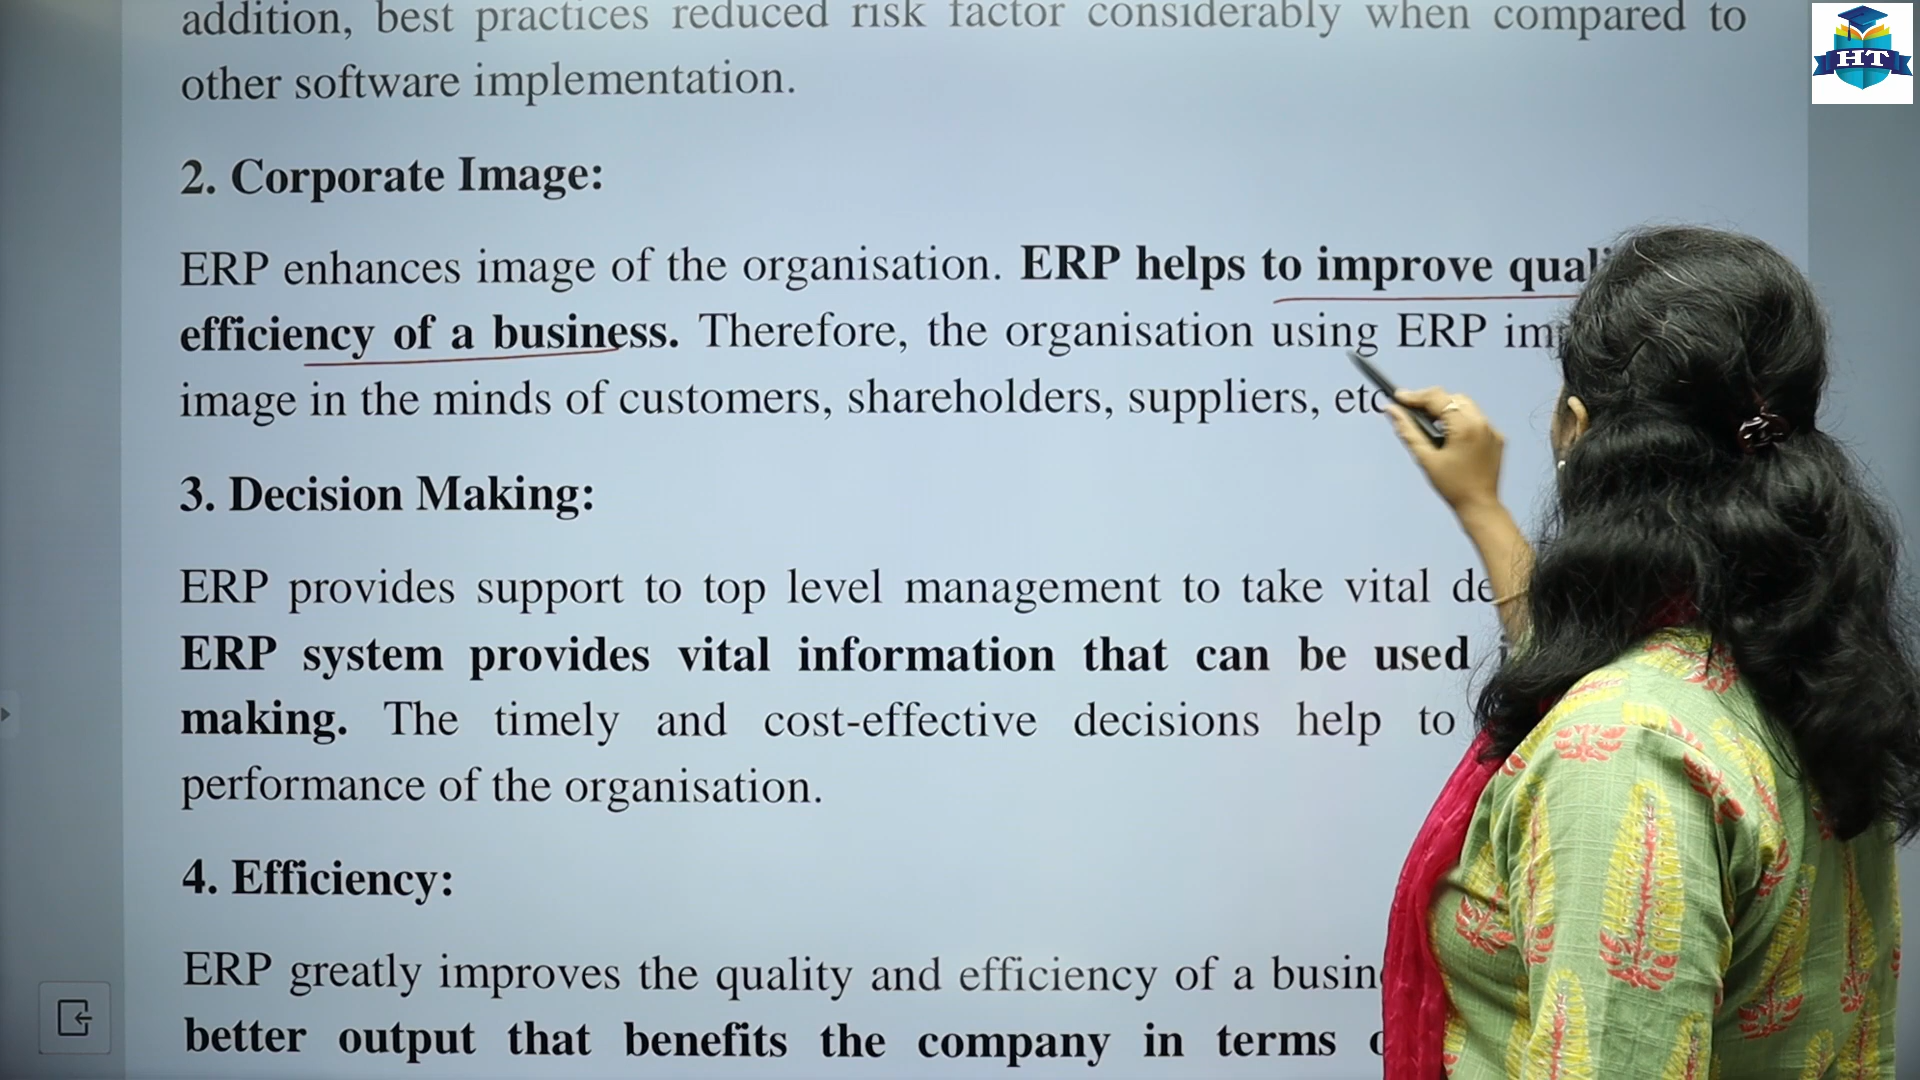 addition, best practices reduced risk factor considerably when compared to
other software implementation.
2. Corporate Image:
ERP enhances image of the organisation. ERP helps to improve
efficiency of a business. Therefore, the organisation using ERP
image in the minds of customers, shareholders, suppliers, etc
3. Decision Making:
ERP provides support to top level management to take vital
ERP system provides vital information that can be used
making. The timely and cost-effective decisions help to
performance of the organisation.
4. Efficiency:
ERP greatly improves the quality and efficiency of a
better output that benefits the company in terms
HT